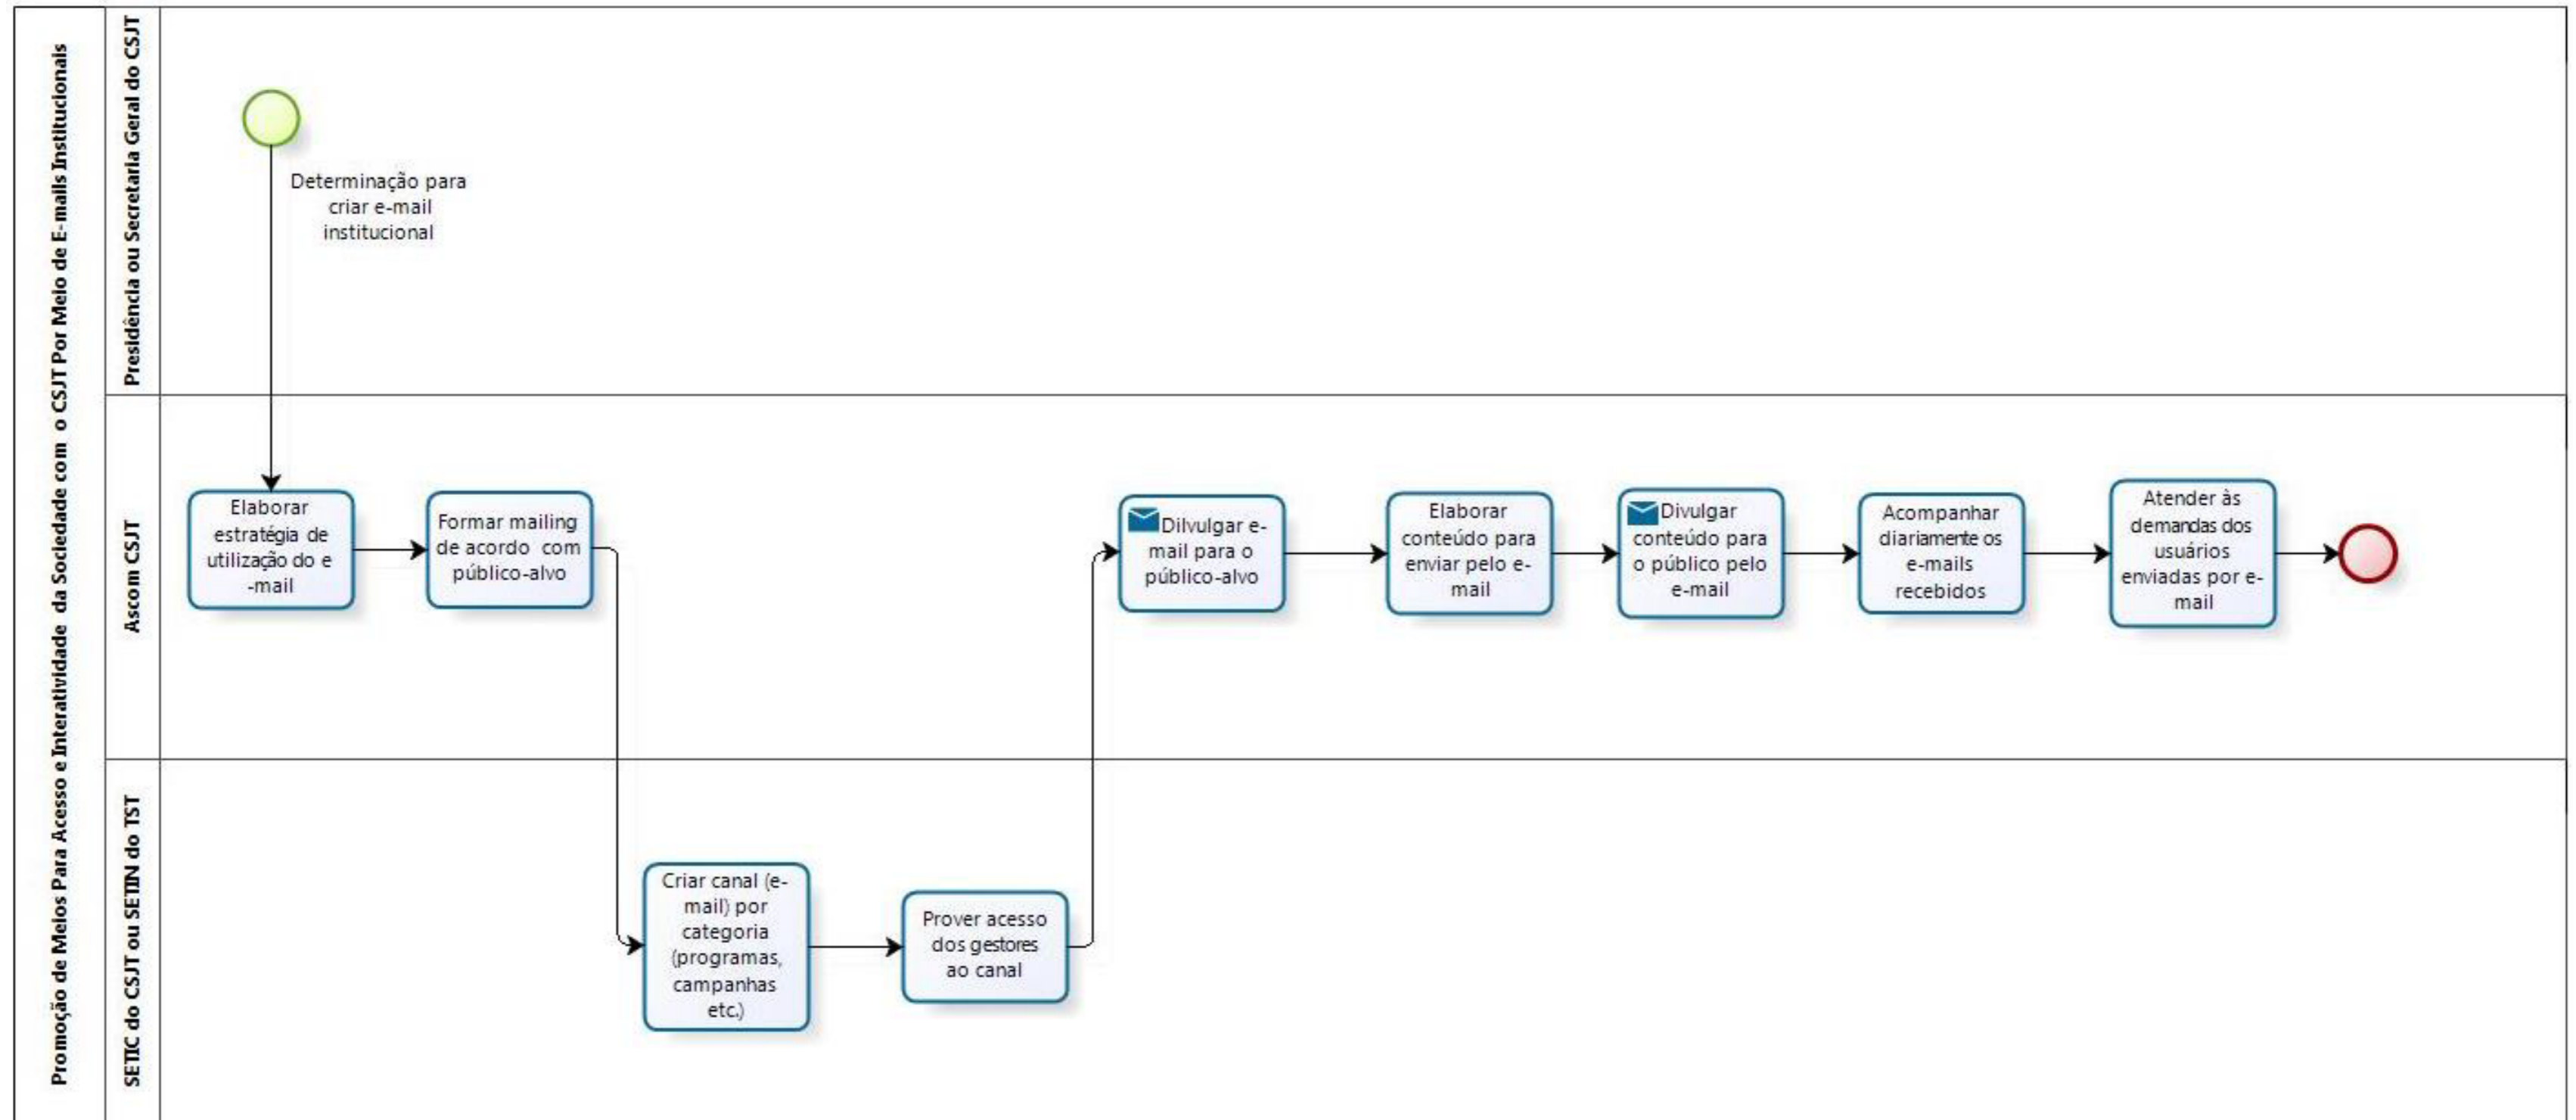 Promoção de Meios Para Acesso e Interatividade da Sociedade com o CSJT Por Meio de E-mails Institucionais
Presidência ou Secretaria Geral do CSJT
Determinação para
criar e-mail
institucional
Ascom CSJT
Elaborar
estratégia de
utilização do e
-mail
Formar mailing
de acordo com
público-alvo
Dilvulgar e-
mail para o
público-alvo
Elaborar
conteúdo para
enviar pelo e-
mail
Divulgar
conteúdo para
o público pelo
e-mail
Acompanhar
diariamente os
e-mails
recebidos
Atender às
demandas dos
usuários
enviadas por e-
mail
SETIC do CSJT ou SETIN do TST
Criar canal (e-
mail) por
categoria
(programas,
campanhas
etc.)
Prover acesso
dos gestores
ao canal